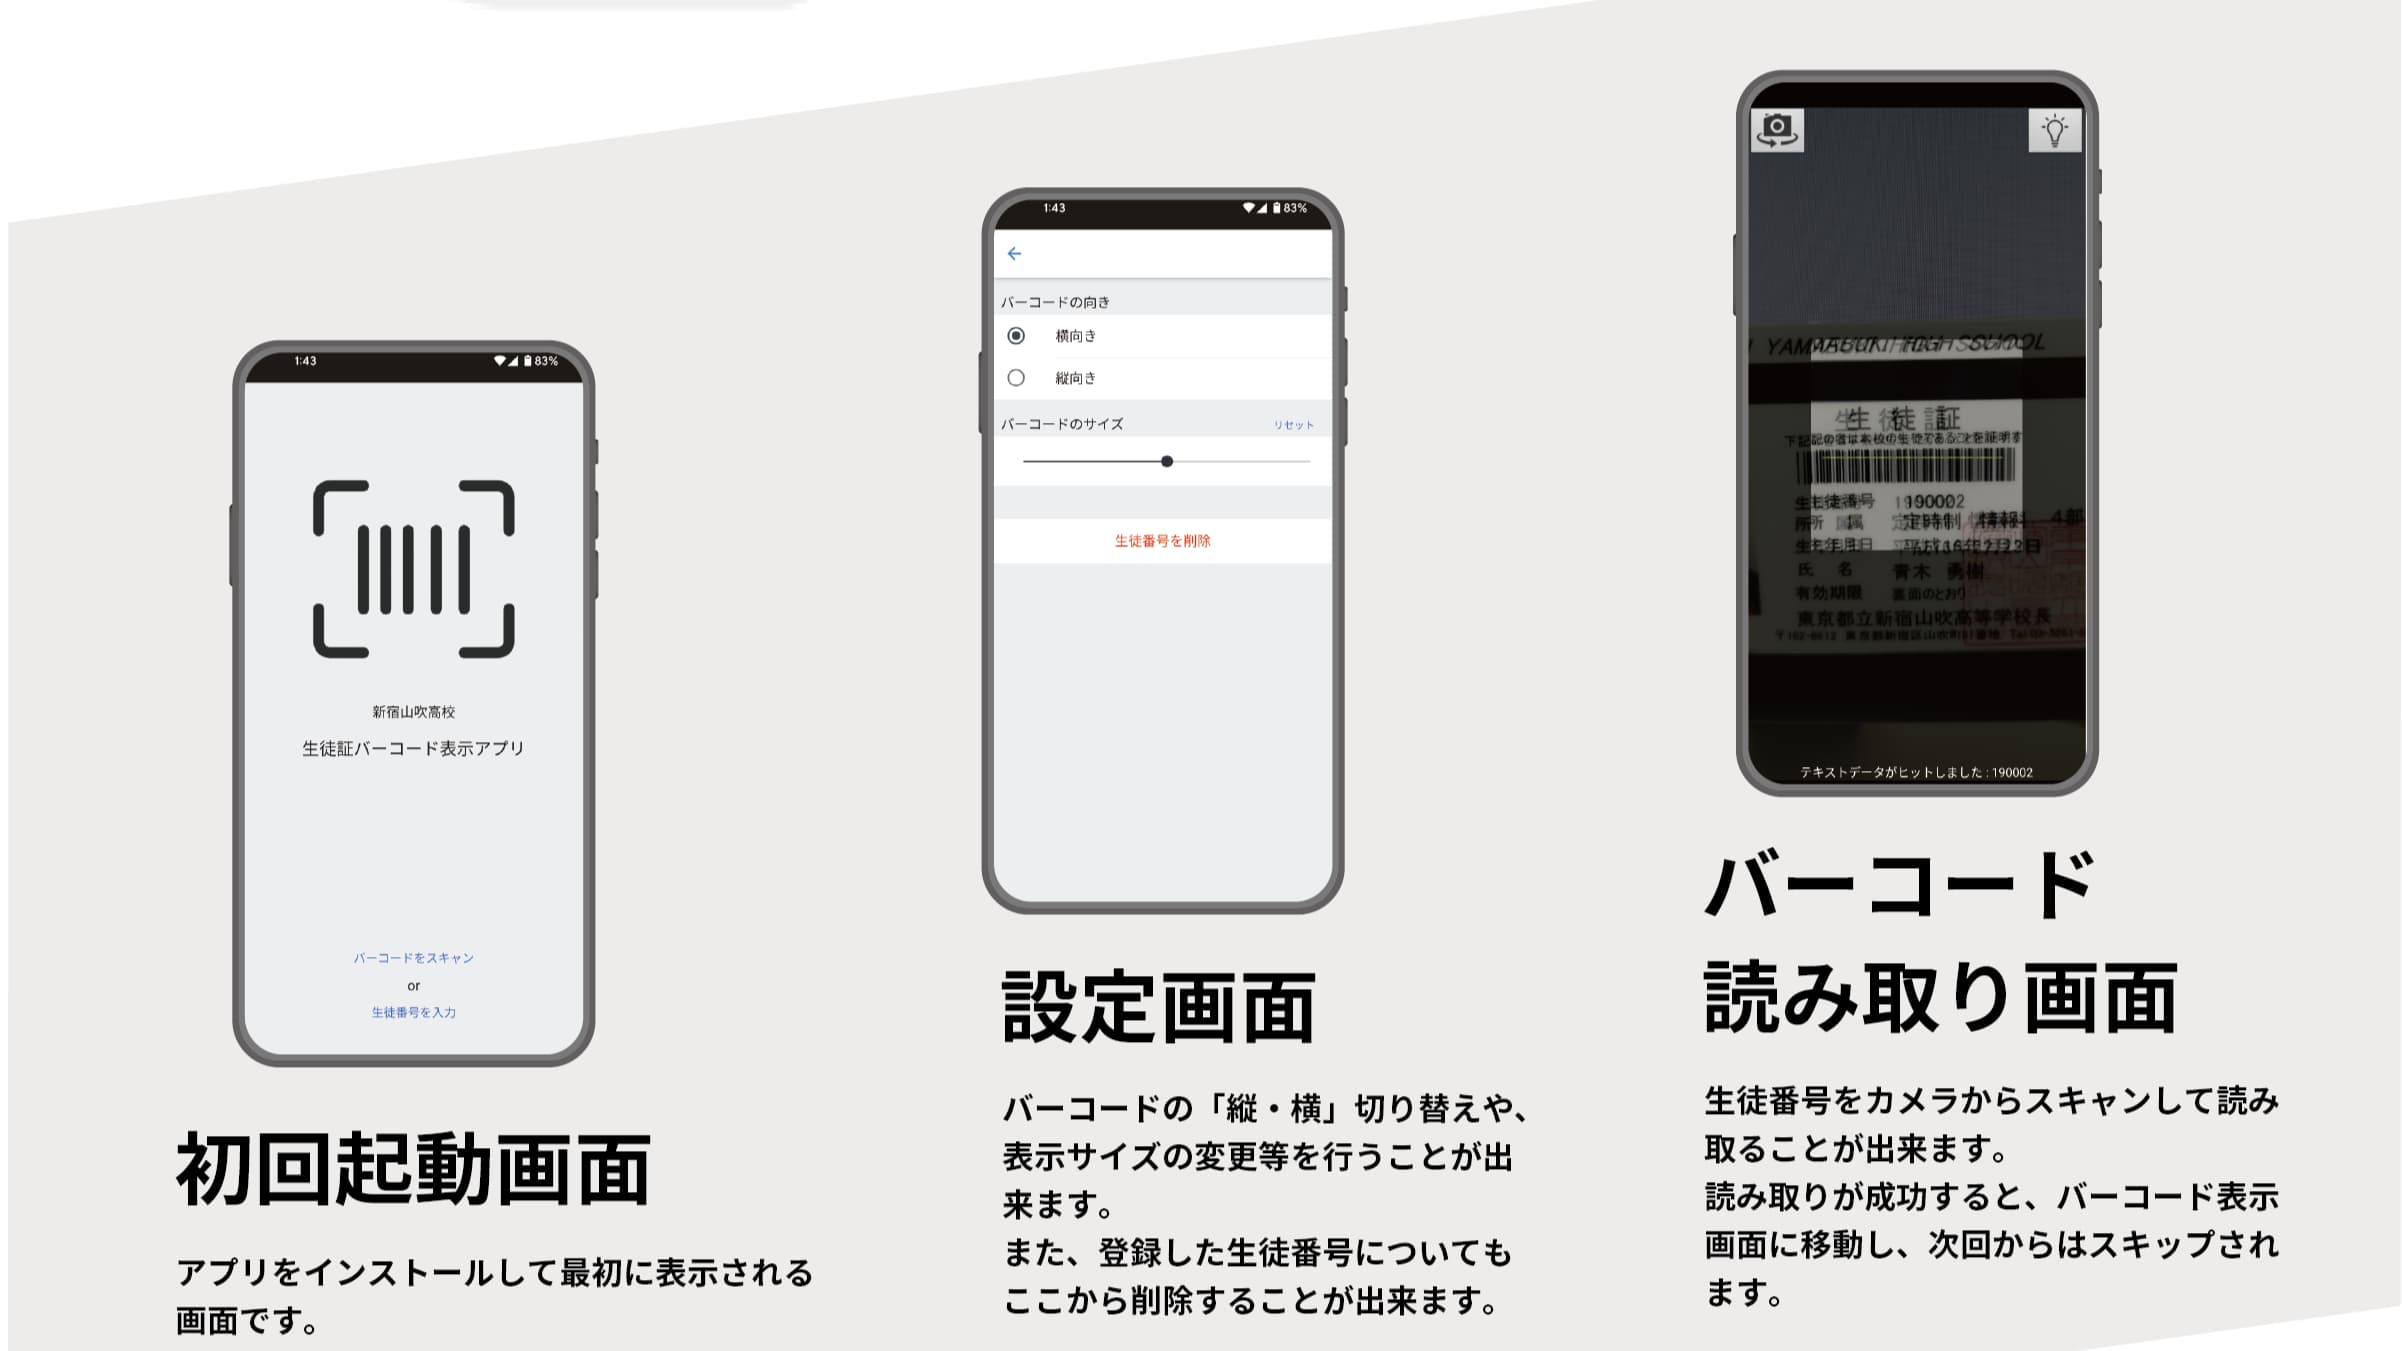 1:43
83%
新宿山吹高校
生徒証バーコード表示アプリ
バーコードをスキャン
or
生徒番号を入力
初回起動画面
アプリをインストールして最初に表示される
画面です。
1:43
83%
バーコードの向き
横向き
縦向き
バーコードのサイズ
リセット
生徒番号を削除
設定画面
バーコードの「縦・横」切り替えや、
表示サイズの変更等を行うことが出
来ます。
また、登録した生徒番号についても
ここから削除することが出来ます。
YAMABUKI HIGH SCHOOL
生徒証
下記の者は本校の生徒であることを証明す
生徒番号 190002
所属 定時制 情報科 4部
生年月日
氏名 青木 勇樹
有効期限 裏面のとおり
東京都立新宿山吹高等学校長
テキストデータがヒットしました : 190002
バーコード
読み取り画面
生徒番号をカメラからスキャンして読み
取ることが出来ます。
読み取りが成功すると、バーコード表示
画面に移動し、次回からはスキップされ
ます。